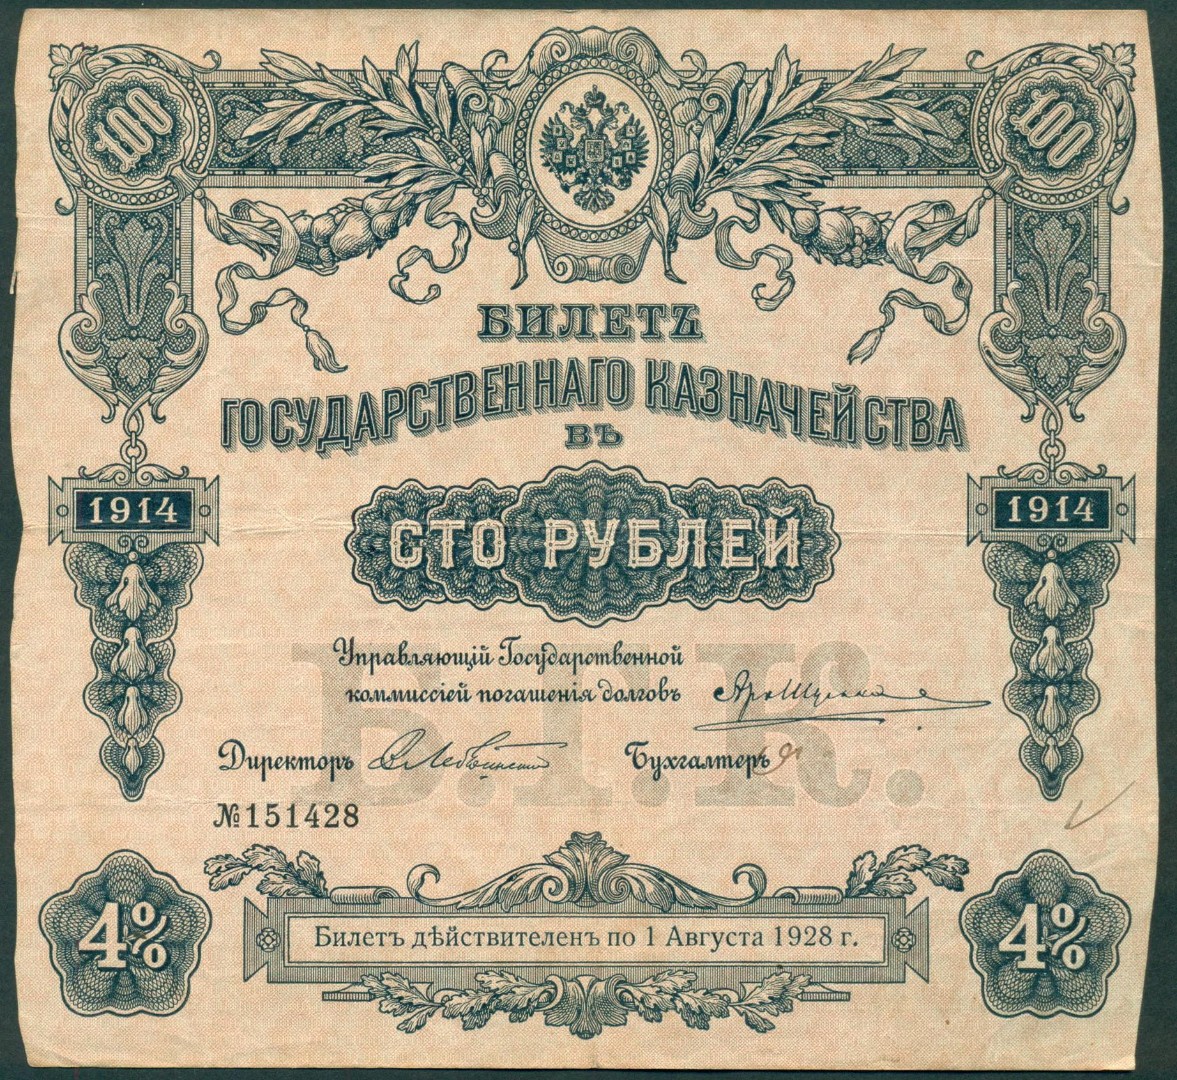 100 100
БИЛЕТЪ
ГОСУДАРСТВЕННАГО КАЗНАЧЕЙСТВА
ВЪ
1914 1914
СТО РУБЛЕЙ
Б.Г.К.
Управляющій Государственной
коммиссіей погашенія долговъ
Директоръ Бухгалтеръ
№151428
4% 4%
Билетъ дѣйствителенъ по 1 Августа 1928 г.